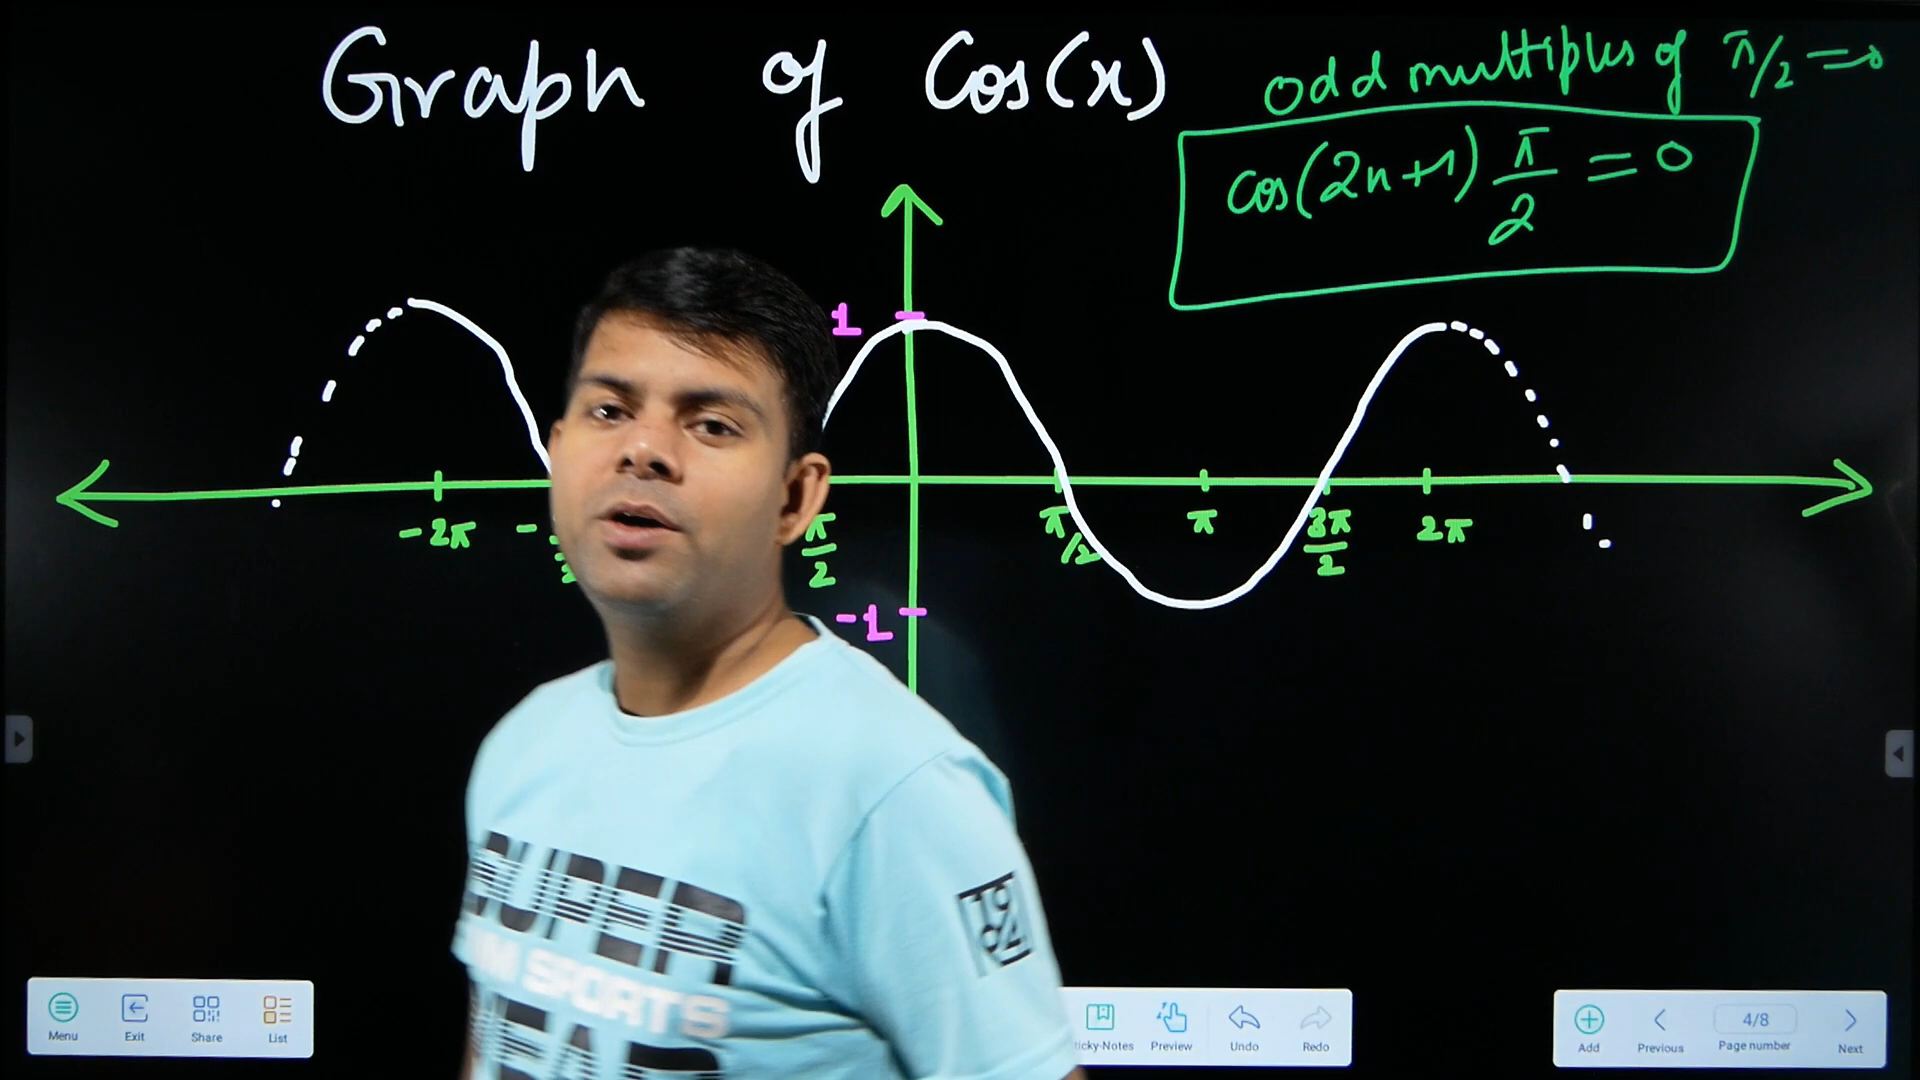 Graph of Cos(x)
odd multiples of π/2 = 0
cos(2n+1) π/2 = 0
1
-2π
-
π/2
π/2
π
3π/2
2π
-1
SUPER
SPORTS
Menu
Exit
Share
List
ticky-Notes
Preview
Undo
Redo
Add
Previous
4/8
Page number
Next